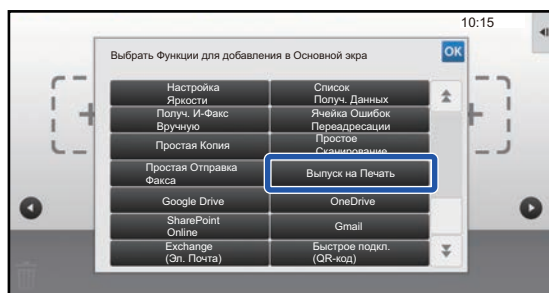 10:15
Выбрать Функции для добавления в Основной экра
OK
Настройка
Яркости
Список
Получ. Данных
Получ. И-Факс
Вручную
Ячейка Ошибок
Переадресации
Простая Копия
Простое
Сканирование
Простая Отправка
Факса
Выпуск на Печать
Google Drive
OneDrive
SharePoint
Online
Gmail
Exchange
(Эл. Почта)
Быстрое подкл.
(QR-код)